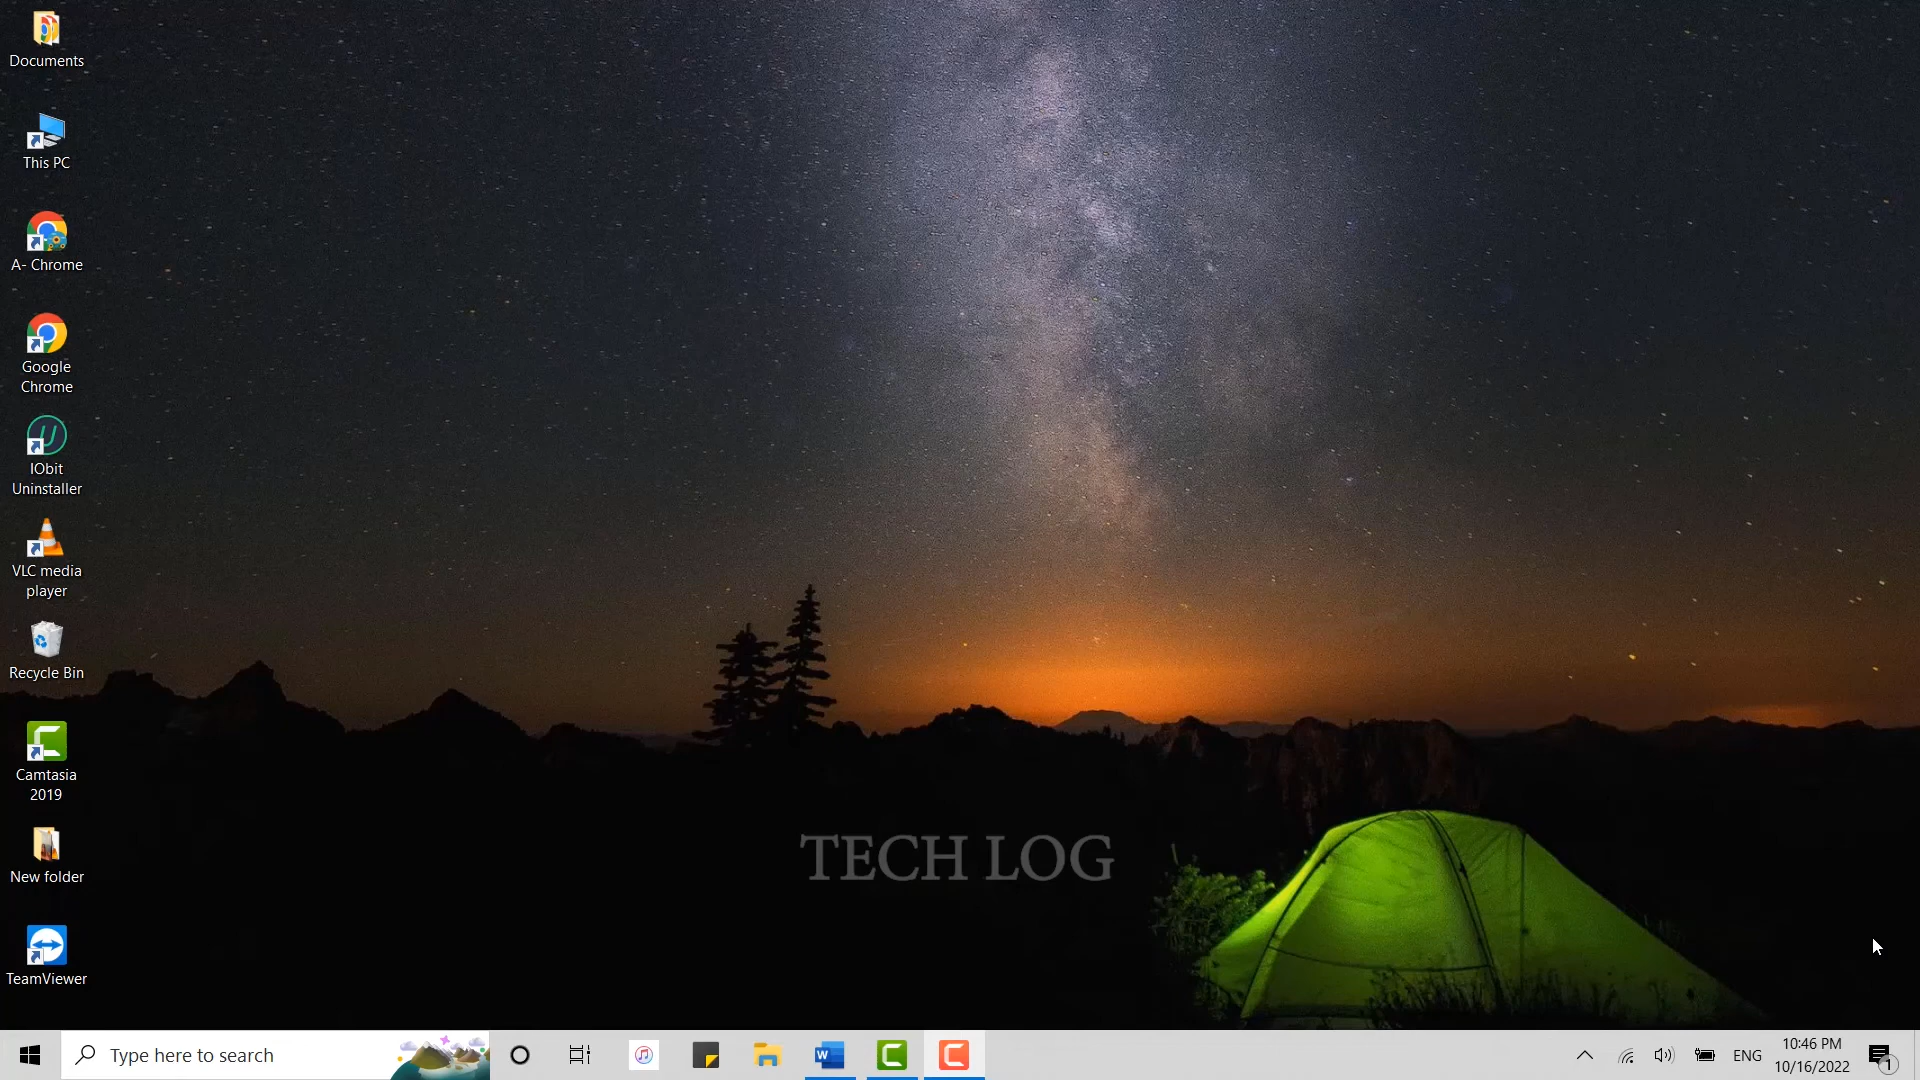 Documents
This PC
A- Chrome
Google
Chrome
IObit
Uninstaller
VLC media
player
Recycle Bin
Camtasia
2019
New folder
TeamViewer
TECH LOG
Type here to search
ENG
10:46 PM
10/16/2022
1